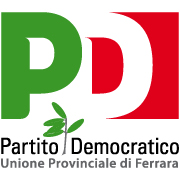 PD
Partito Democratico
Unione Provinciale di Ferrara